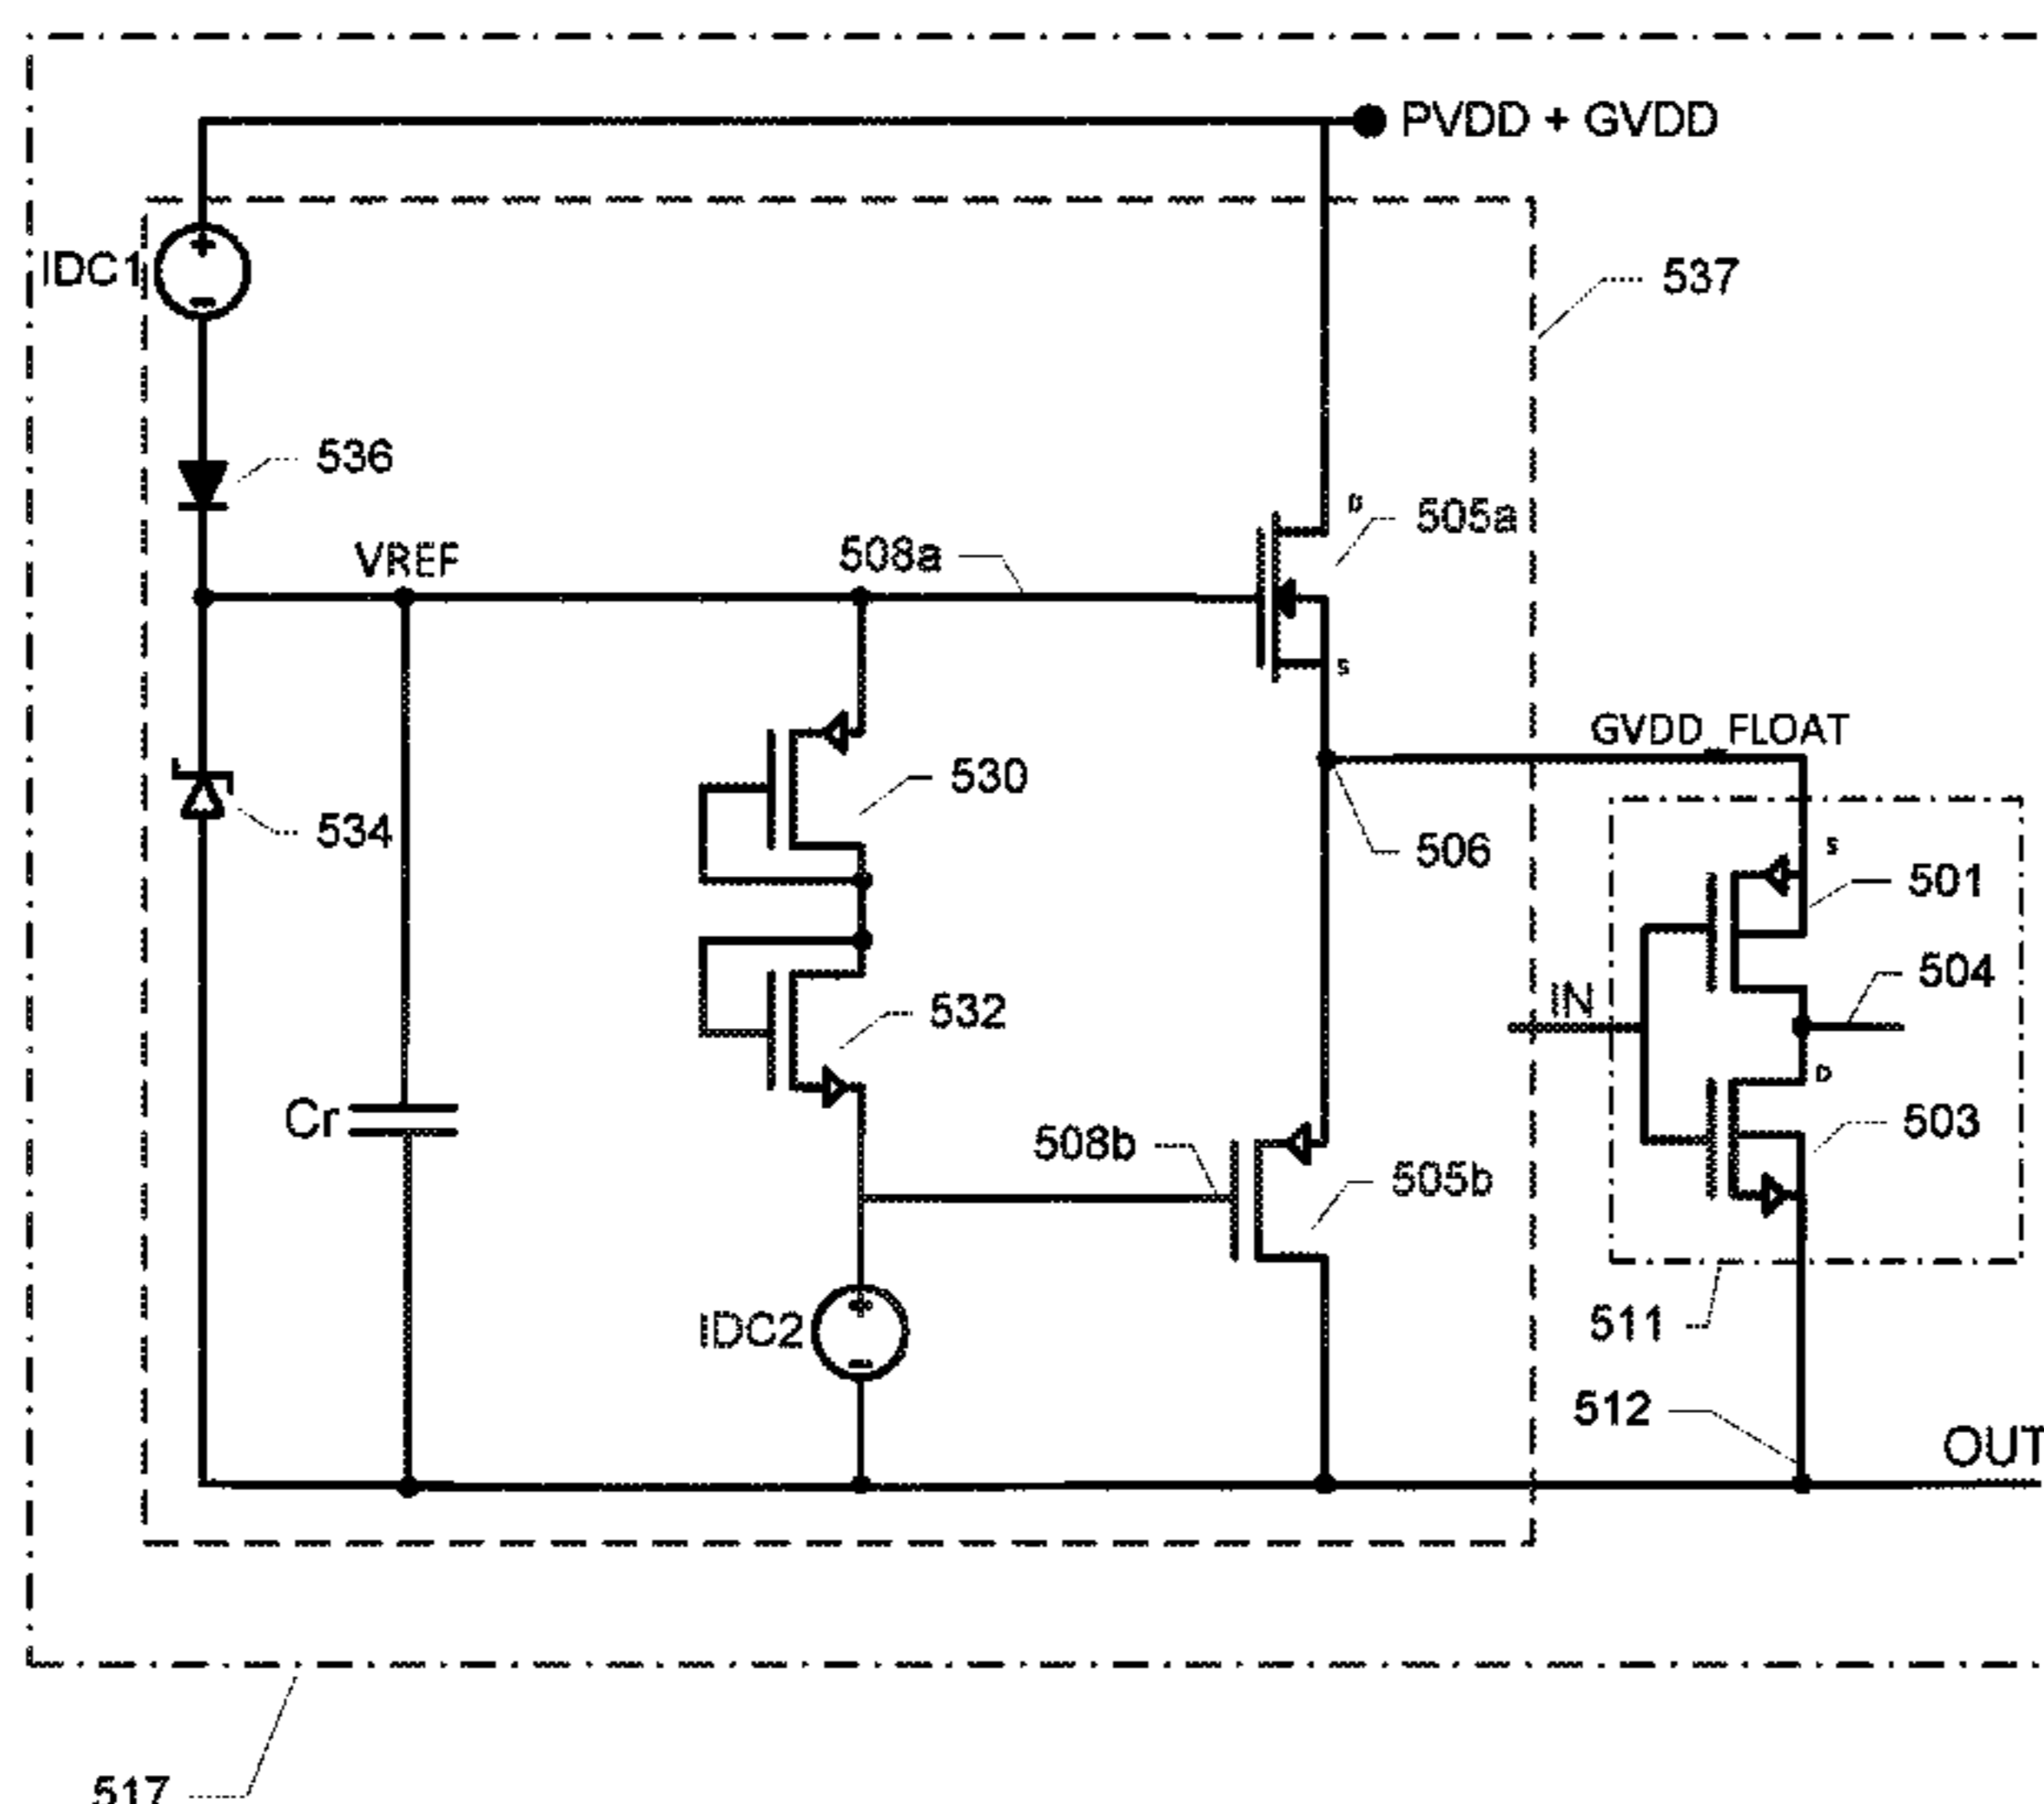 PVDD + GVDD
IDC1
537
536
D
505a
VREF
508a
S
GVDD_FLOAT
530
534
506
S
501
504
IN
532
D
Cr
503
508b
505b
IDC2
511
512
OUT
517